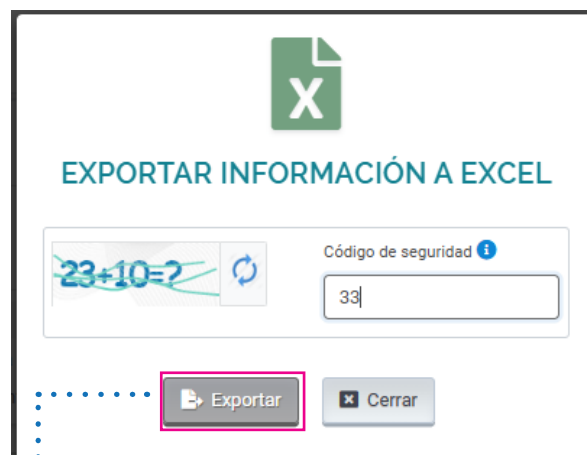 X
EXPORTAR INFORMACIÓN A EXCEL
23+10=?
Código de seguridad
33
Exportar
Cerrar